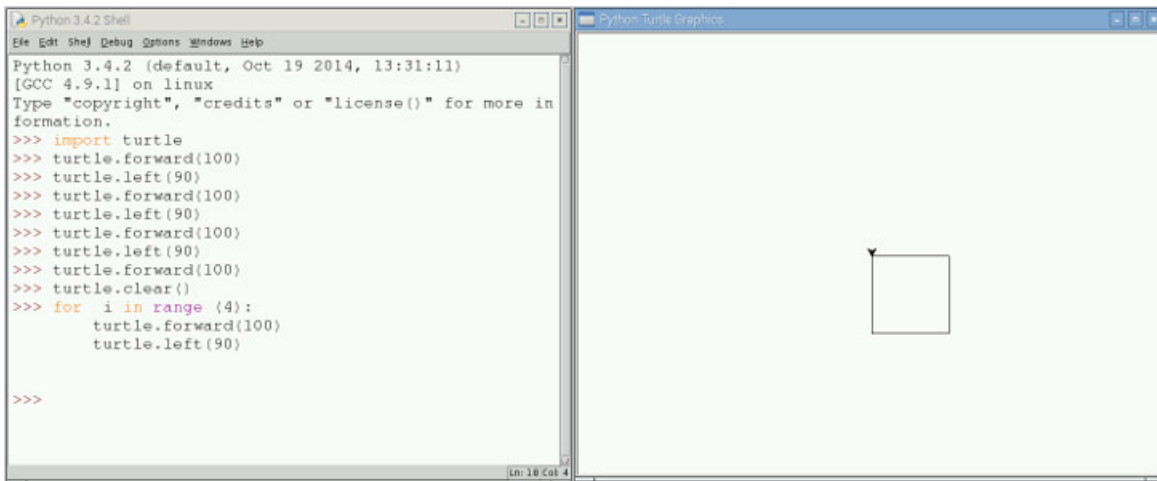 Python 3.4.2 Shell
File Edit Shell Debug Options Windows Help
Python 3.4.2 (default, Oct 19 2014, 13:31:11)
[GCC 4.9.1] on linux
Type "copyright", "credits" or "license()" for more in
formation.
>>> import turtle
>>> turtle.forward(100)
>>> turtle.left(90)
>>> turtle.forward(100)
>>> turtle.left(90)
>>> turtle.forward(100)
>>> turtle.left(90)
>>> turtle.forward(100)
>>> turtle.clear()
>>> for  i in range (4):
        turtle.forward(100)
        turtle.left(90)
>>>
Ln: 18 Col: 4
Python Turtle Graphics